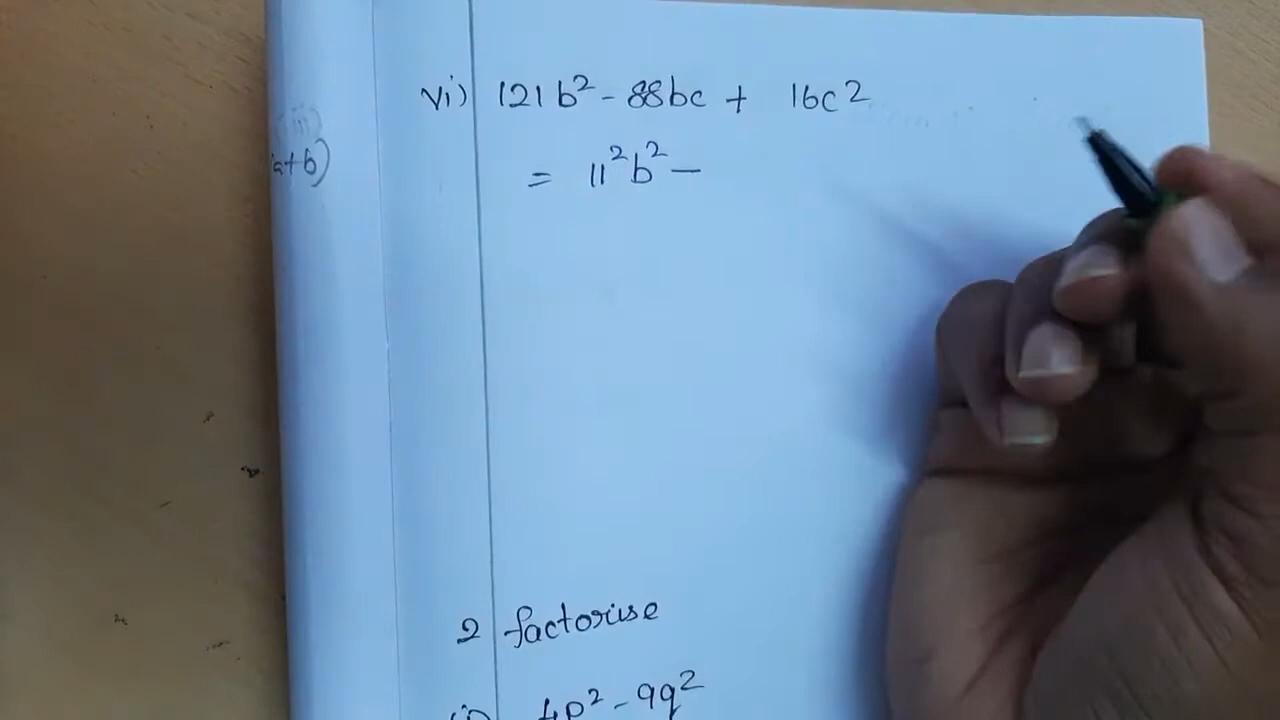 vi) 121b² - 88bc + 16c2
= 11²b² -
a+b)
2 factorise
4p² - 9q²